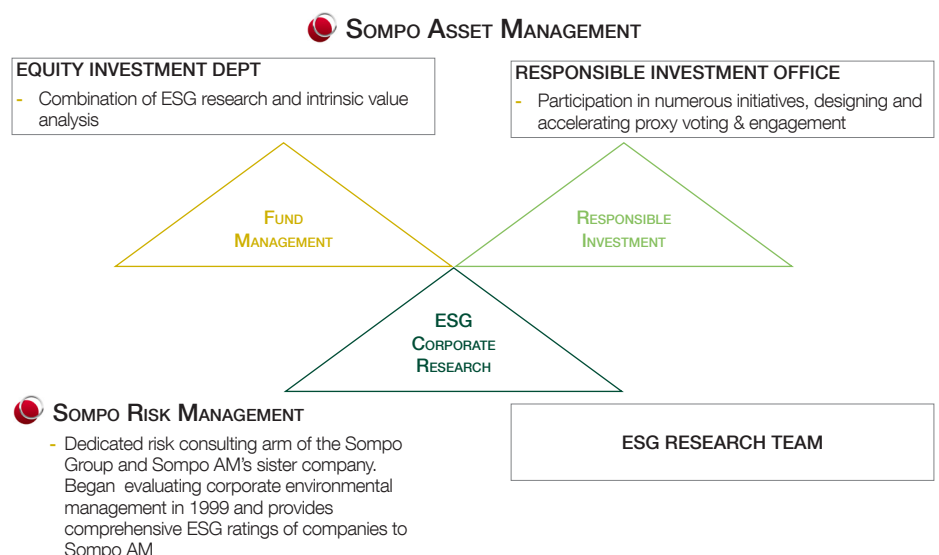 Sompo Asset Management
EQUITY INVESTMENT DEPT
- Combination of ESG research and intrinsic value
analysis
RESPONSIBLE INVESTMENT OFFICE
- Participation in numerous initiatives, designing and
accelerating proxy voting & engagement
Fund
Management
Responsible
Investment
ESG
Corporate
Research
Sompo Risk Management
- Dedicated risk consulting arm of the Sompo
Group and Sompo AM's sister company.
Began evaluating corporate environmental
management in 1999 and provides
comprehensive ESG ratings of companies to
Sompo AM
ESG RESEARCH TEAM